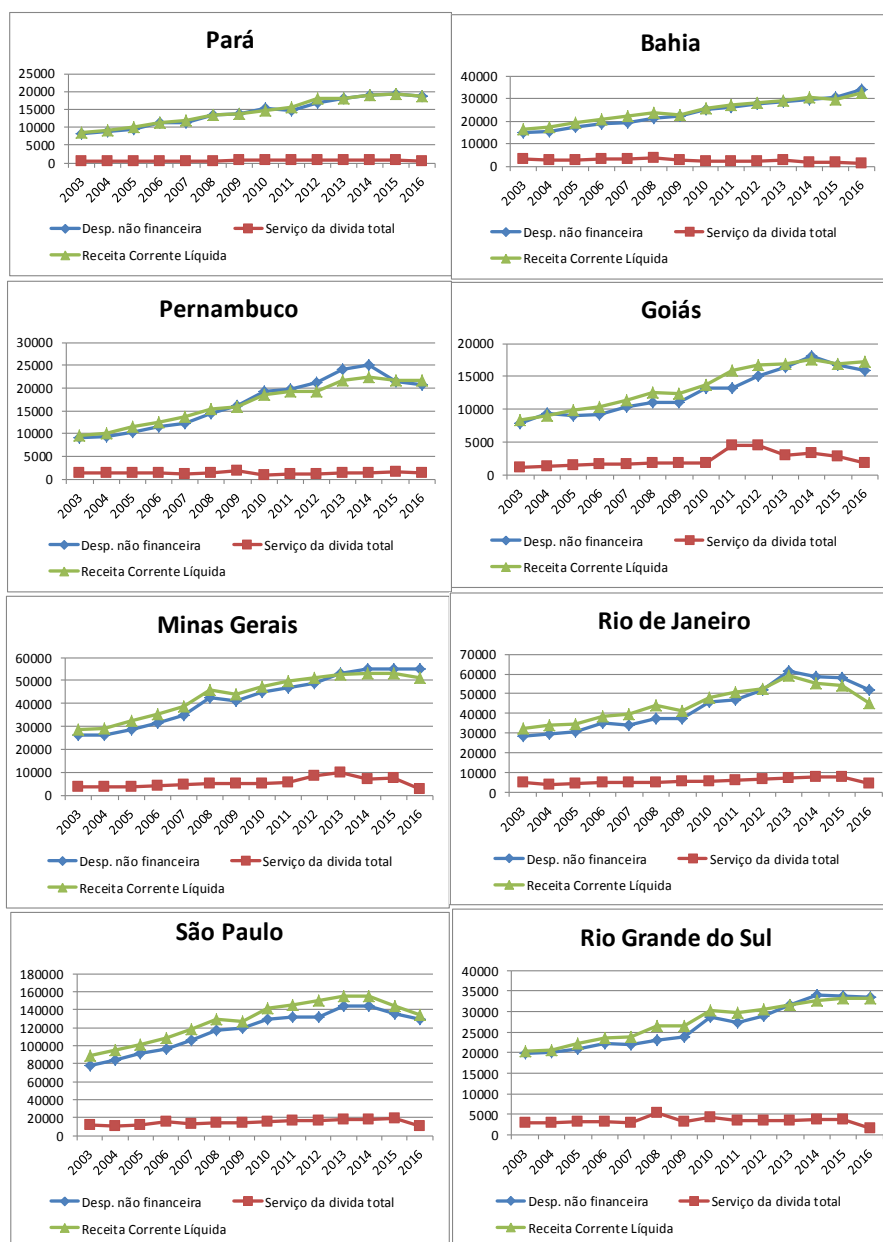 Pará
25000
20000
15000
10000
5000
0
2003 2004 2005 2006 2007 2008 2009 2010 2011 2012 2013 2014 2015 2016
Desp. não financeira Serviço da divida total
Receita Corrente Líquida
Bahia
40000
30000
20000
10000
0
2003 2004 2005 2006 2007 2008 2009 2010 2011 2012 2013 2014 2015 2016
Desp. não financeira Serviço da divida total
Receita Corrente Líquida
Pernambuco
30000
25000
20000
15000
10000
5000
0
2003 2004 2005 2006 2007 2008 2009 2010 2011 2012 2013 2014 2015 2016
Desp. não financeira Serviço da divida total
Receita Corrente Líquida
Goiás
20000
15000
10000
5000
0
2003 2004 2005 2006 2007 2008 2009 2010 2011 2012 2013 2014 2015 2016
Desp. não financeira Serviço da divida total
Receita Corrente Líquida
Minas Gerais
60000
50000
40000
30000
20000
10000
0
2003 2004 2005 2006 2007 2008 2009 2010 2011 2012 2013 2014 2015 2016
Desp. não financeira Serviço da divida total
Receita Corrente Líquida
Rio de Janeiro
70000
60000
50000
40000
30000
20000
10000
0
2003 2004 2005 2006 2007 2008 2009 2010 2011 2012 2013 2014 2015 2016
Desp. não financeira Serviço da divida total
Receita Corrente Líquida
São Paulo
180000
160000
140000
120000
100000
80000
60000
40000
20000
0
2003 2004 2005 2006 2007 2008 2009 2010 2011 2012 2013 2014 2015 2016
Desp. não financeira Serviço da divida total
Receita Corrente Líquida
Rio Grande do Sul
40000
35000
30000
25000
20000
15000
10000
5000
0
2003 2004 2005 2006 2007 2008 2009 2010 2011 2012 2013 2014 2015 2016
Desp. não financeira Serviço da divida total
Receita Corrente Líquida